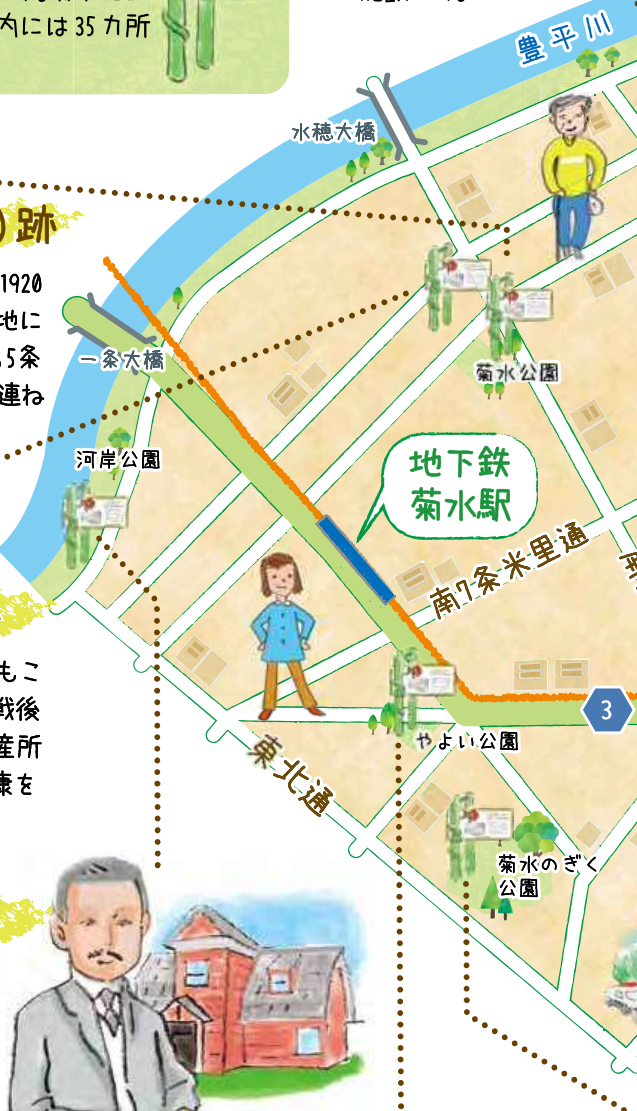 内には35カ所
豊平川
水穂大橋
跡
1920
地に
5条
連ね
一条大橋
菊水公園
河岸公園
地下鉄
菊水駅
南7条米里通
もこ
戦後
産所
康を
3
やよい公園
東北通
菊水のぎく
公園